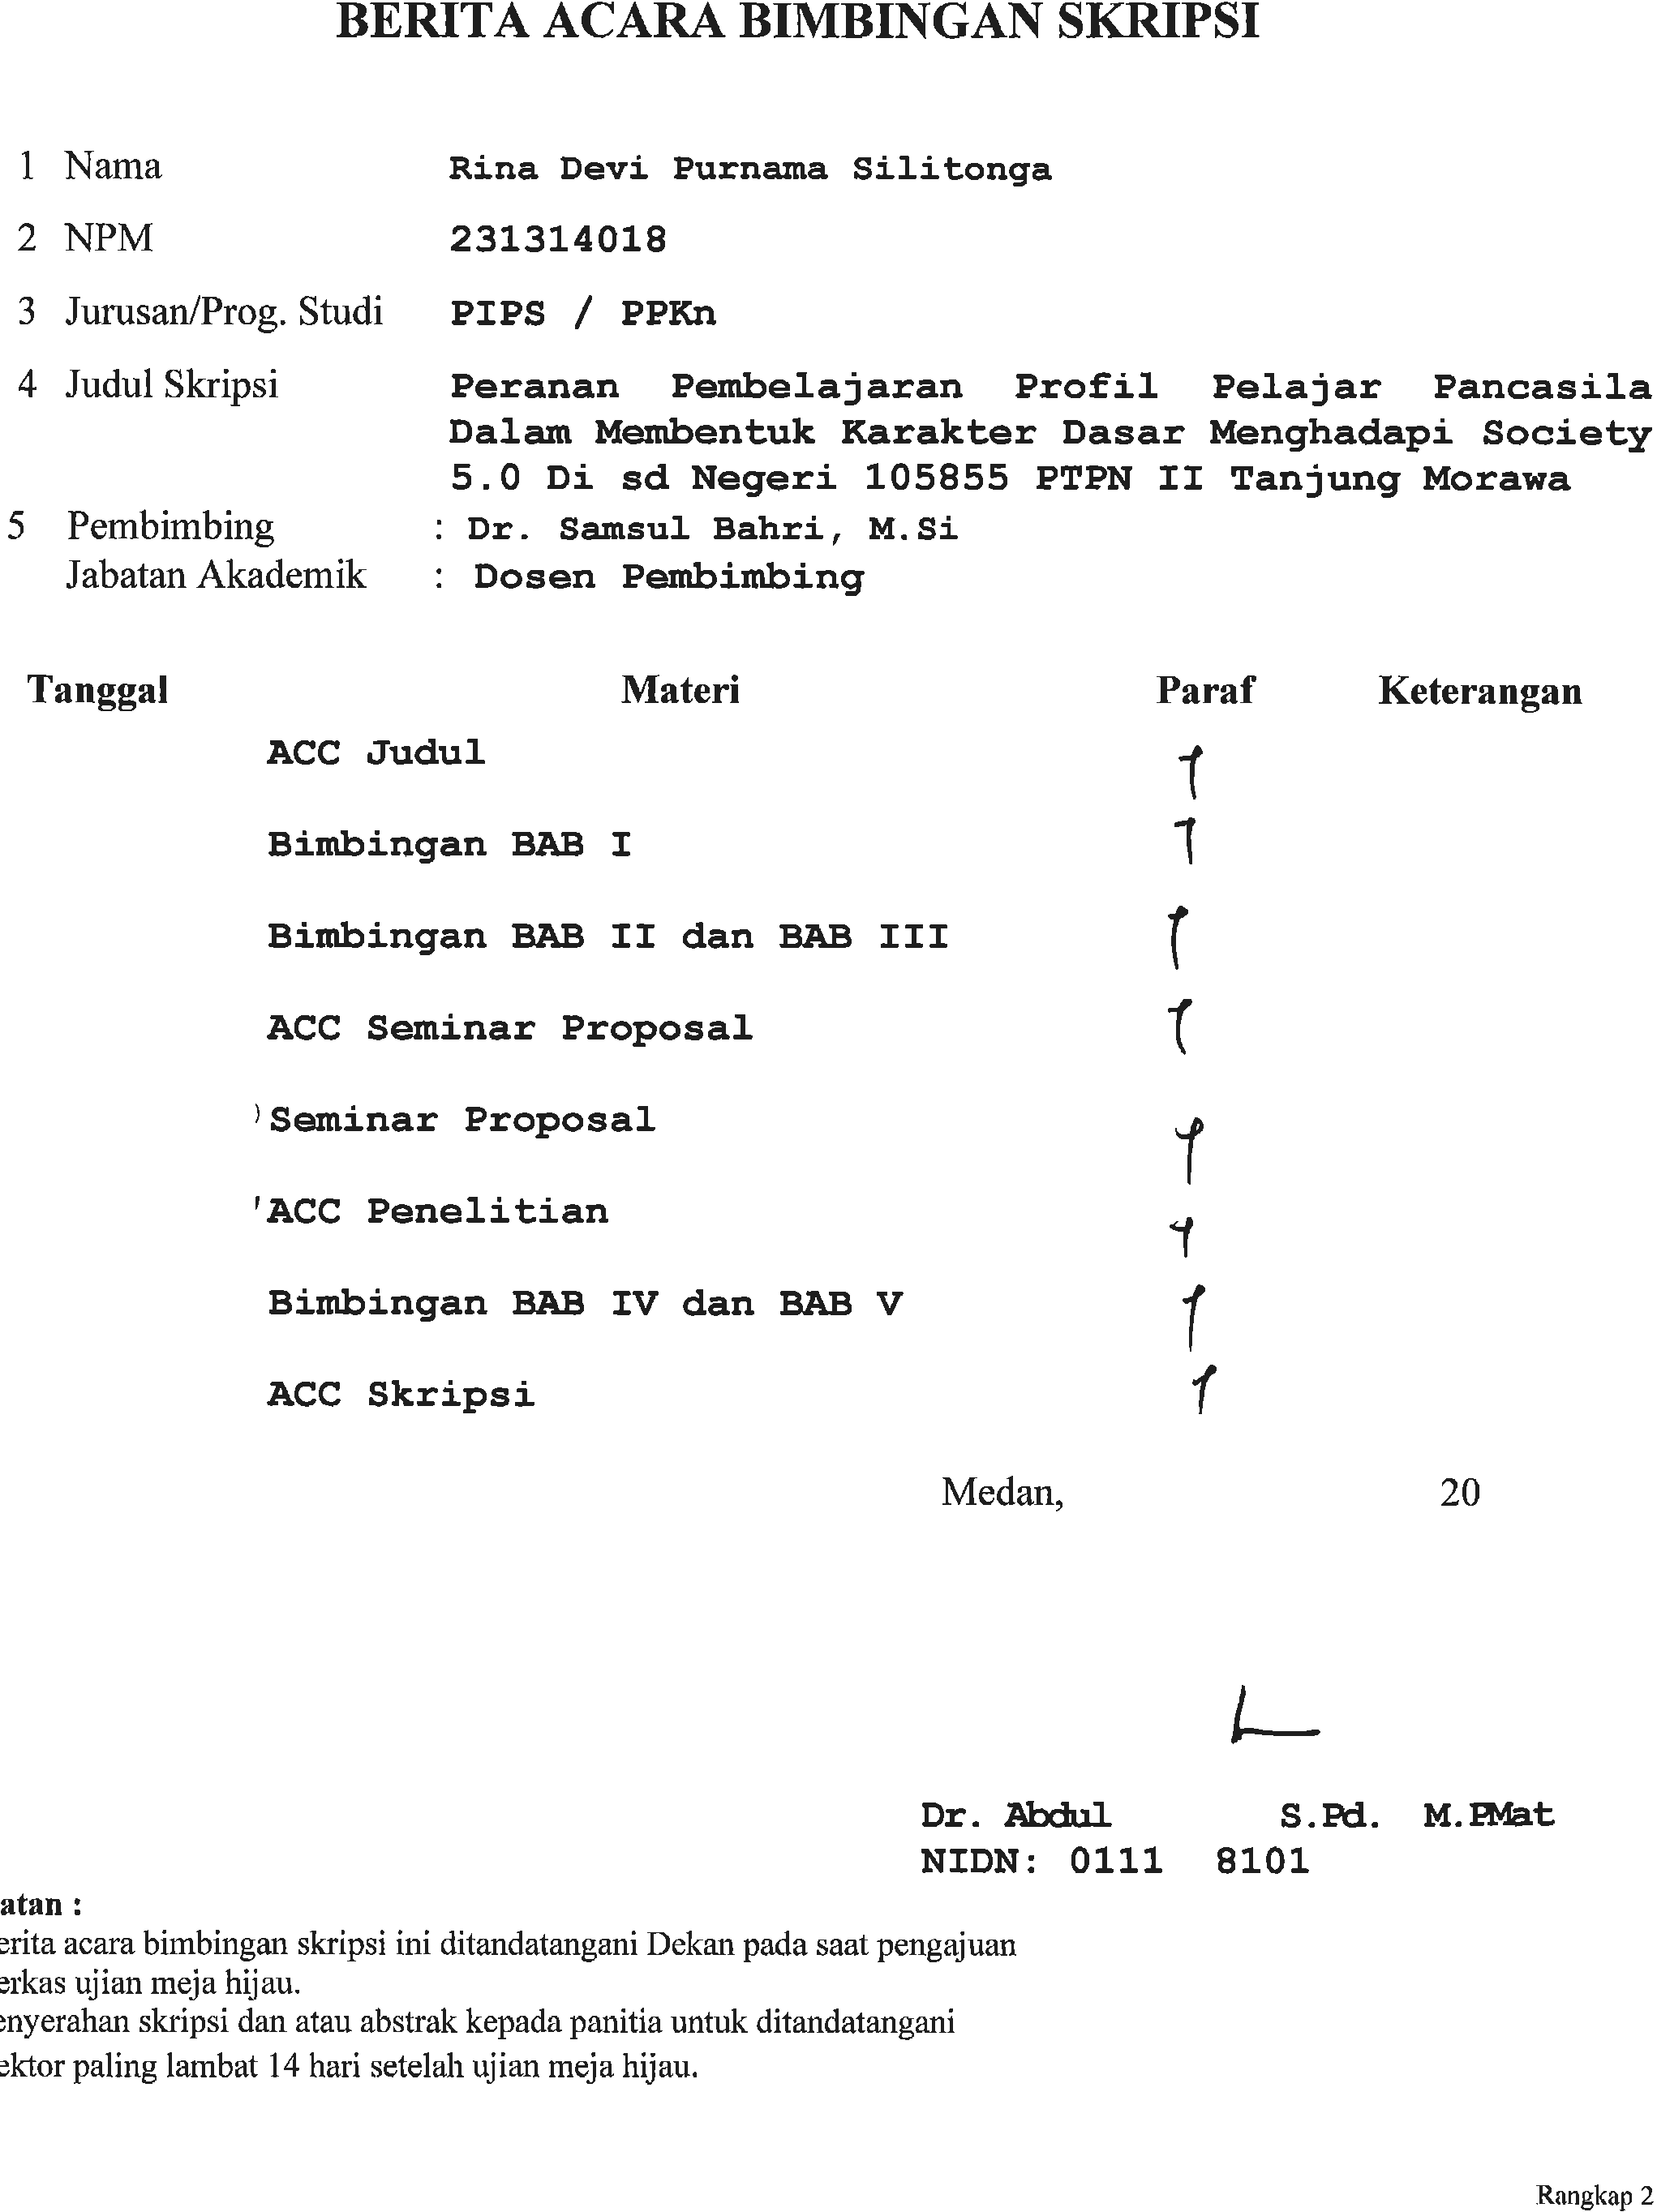 BERITA ACARA BIMBINGAN SKRIPSI
1 Nama Rina Devi Purnama Silitonga
2 NPM 231314018
3 Jurusan/Prog. Studi PIPS / PPKn
4 Judul Skripsi Peranan Pembelajaran Profil Pelajar Pancasila
Dalam Membentuk Karakter Dasar Menghadapi Society
5.0 Di sd Negeri 105855 PTPN II Tanjung Morawa
5 Pembimbing : Dr. Samsul Bahri, M.Si
Jabatan Akademik : Dosen Pembimbing
Tanggal Materi Paraf Keterangan
ACC Judul
Bimbingan BAB I
Bimbingan BAB II dan BAB III
ACC Seminar Proposal
Seminar Proposal
ACC Penelitian
Bimbingan BAB IV dan BAB V
ACC Skripsi
Medan, 20
Dr. Abdul S.Pd. M.PMat
NIDN: 0111 8101
atan :
erita acara bimbingan skripsi ini ditandatangani Dekan pada saat pengajuan
erkas ujian meja hijau.
enyerahan skripsi dan atau abstrak kepada panitia untuk ditandatangani
ektor paling lambat 14 hari setelah ujian meja hijau.
Rangkap 2